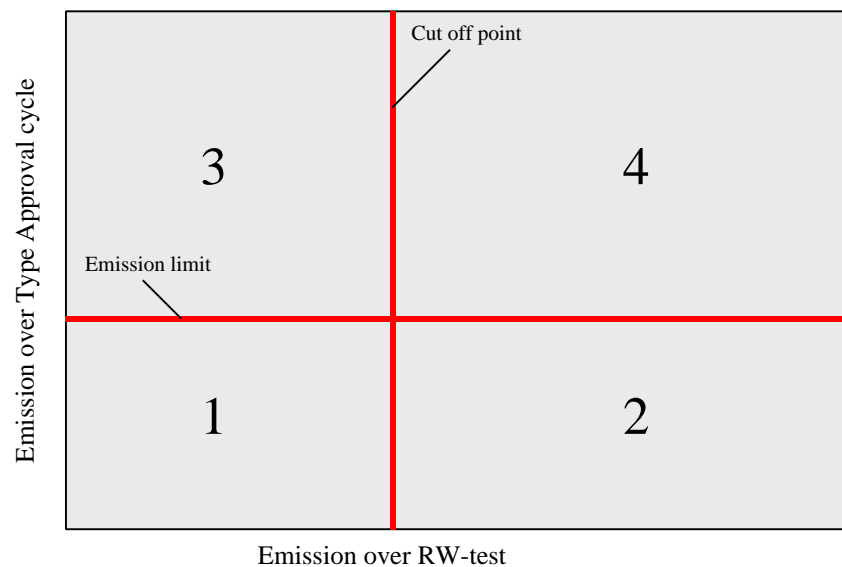 Cut off point
Emission over Type Approval cycle
3
4
Emission limit
1
2
Emission over RW-test